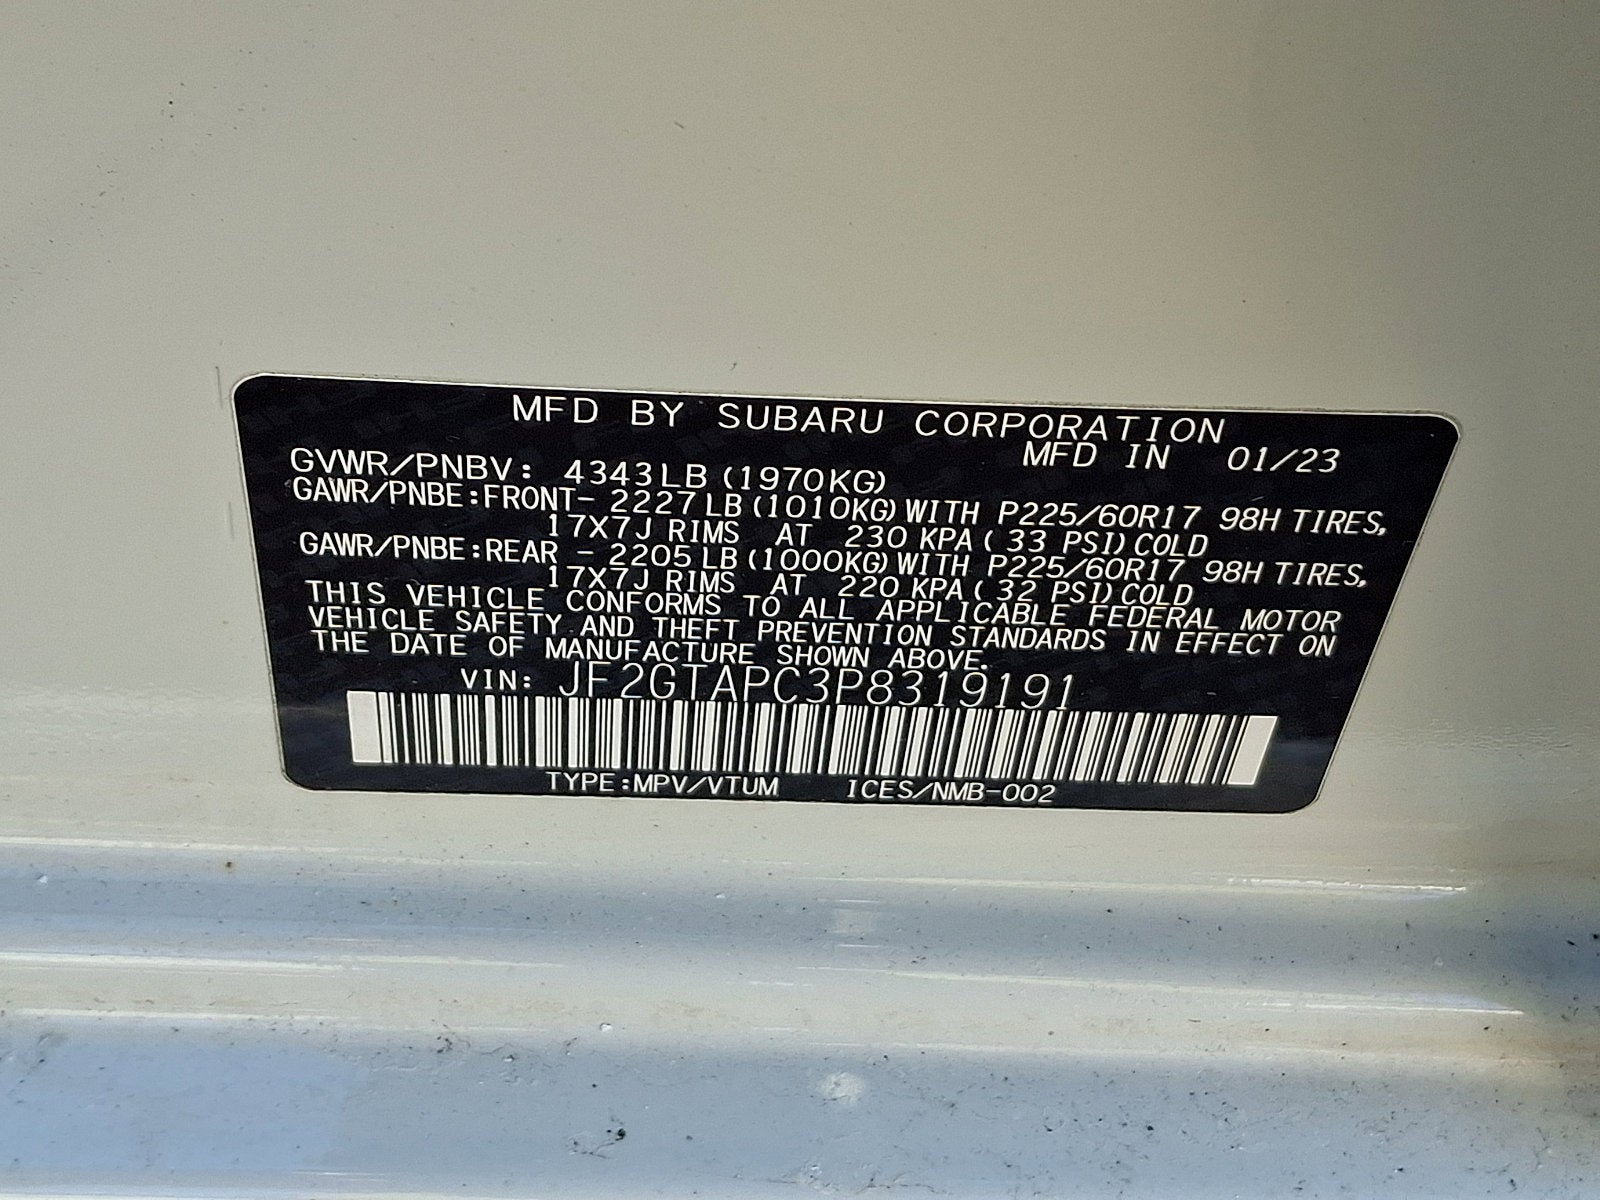 MFD BY SUBARU CORPORATION
MFD IN 01/23
GVWR/PNBV: 4343LB (1970KG)
GAWR/PNBE:FRONT- 2227LB(1010KG)WITH P225/60R17 98H TIRES,
17X7J RIMS AT 230 KPA( 33 PSI)COLD
GAWR/PNBE:REAR - 2205LB(1000KG)WITH P225/60R17 98H TIRES,
17X7J RIMS AT 220 KPA( 32 PSI)COLD
THIS VEHICLE CONFORMS TO ALL APPLICABLE FEDERAL MOTOR
VEHICLE SAFETY AND THEFT PREVENTION STANDARDS IN EFFECT ON
THE DATE OF MANUFACTURE SHOWN ABOVE.
VIN: JF2GTAPC3P8319191
TYPE:MPV/VTUM ICES/NMB-002